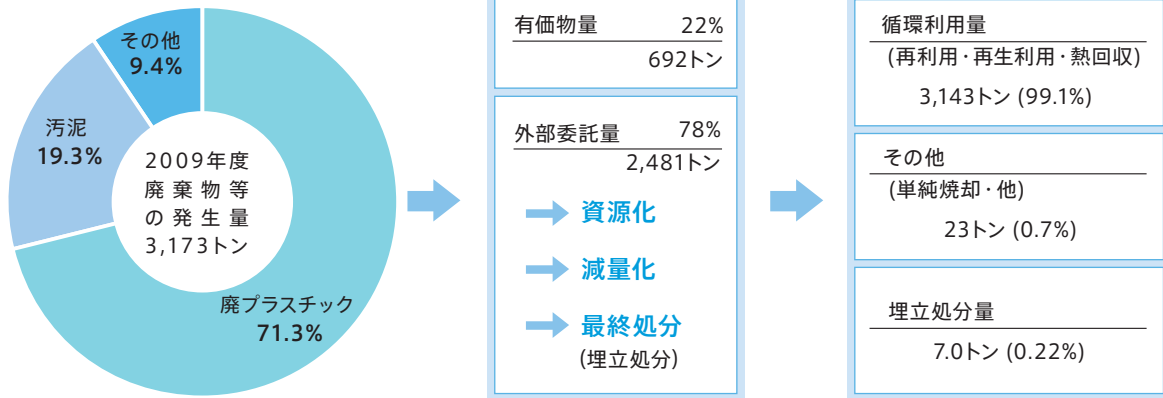 その他
9.4%
汚泥
19.3%
2009年度
廃棄物等
の発生量
3,173トン
廃プラスチック
71.3%
有価物量 22%
692トン
外部委託量 78%
2,481トン
資源化
減量化
最終処分
(埋立処分)
循環利用量
(再利用・再生利用・熱回収)
3,143トン (99.1%)
その他
(単純焼却・他)
23トン (0.7%)
埋立処分量
7.0トン (0.22%)